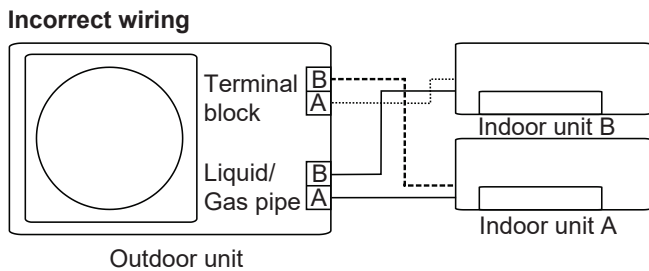 Incorrect wiring
Terminal
block
B
A
Liquid/
Gas pipe
B
A
Outdoor unit
Indoor unit B
Indoor unit A